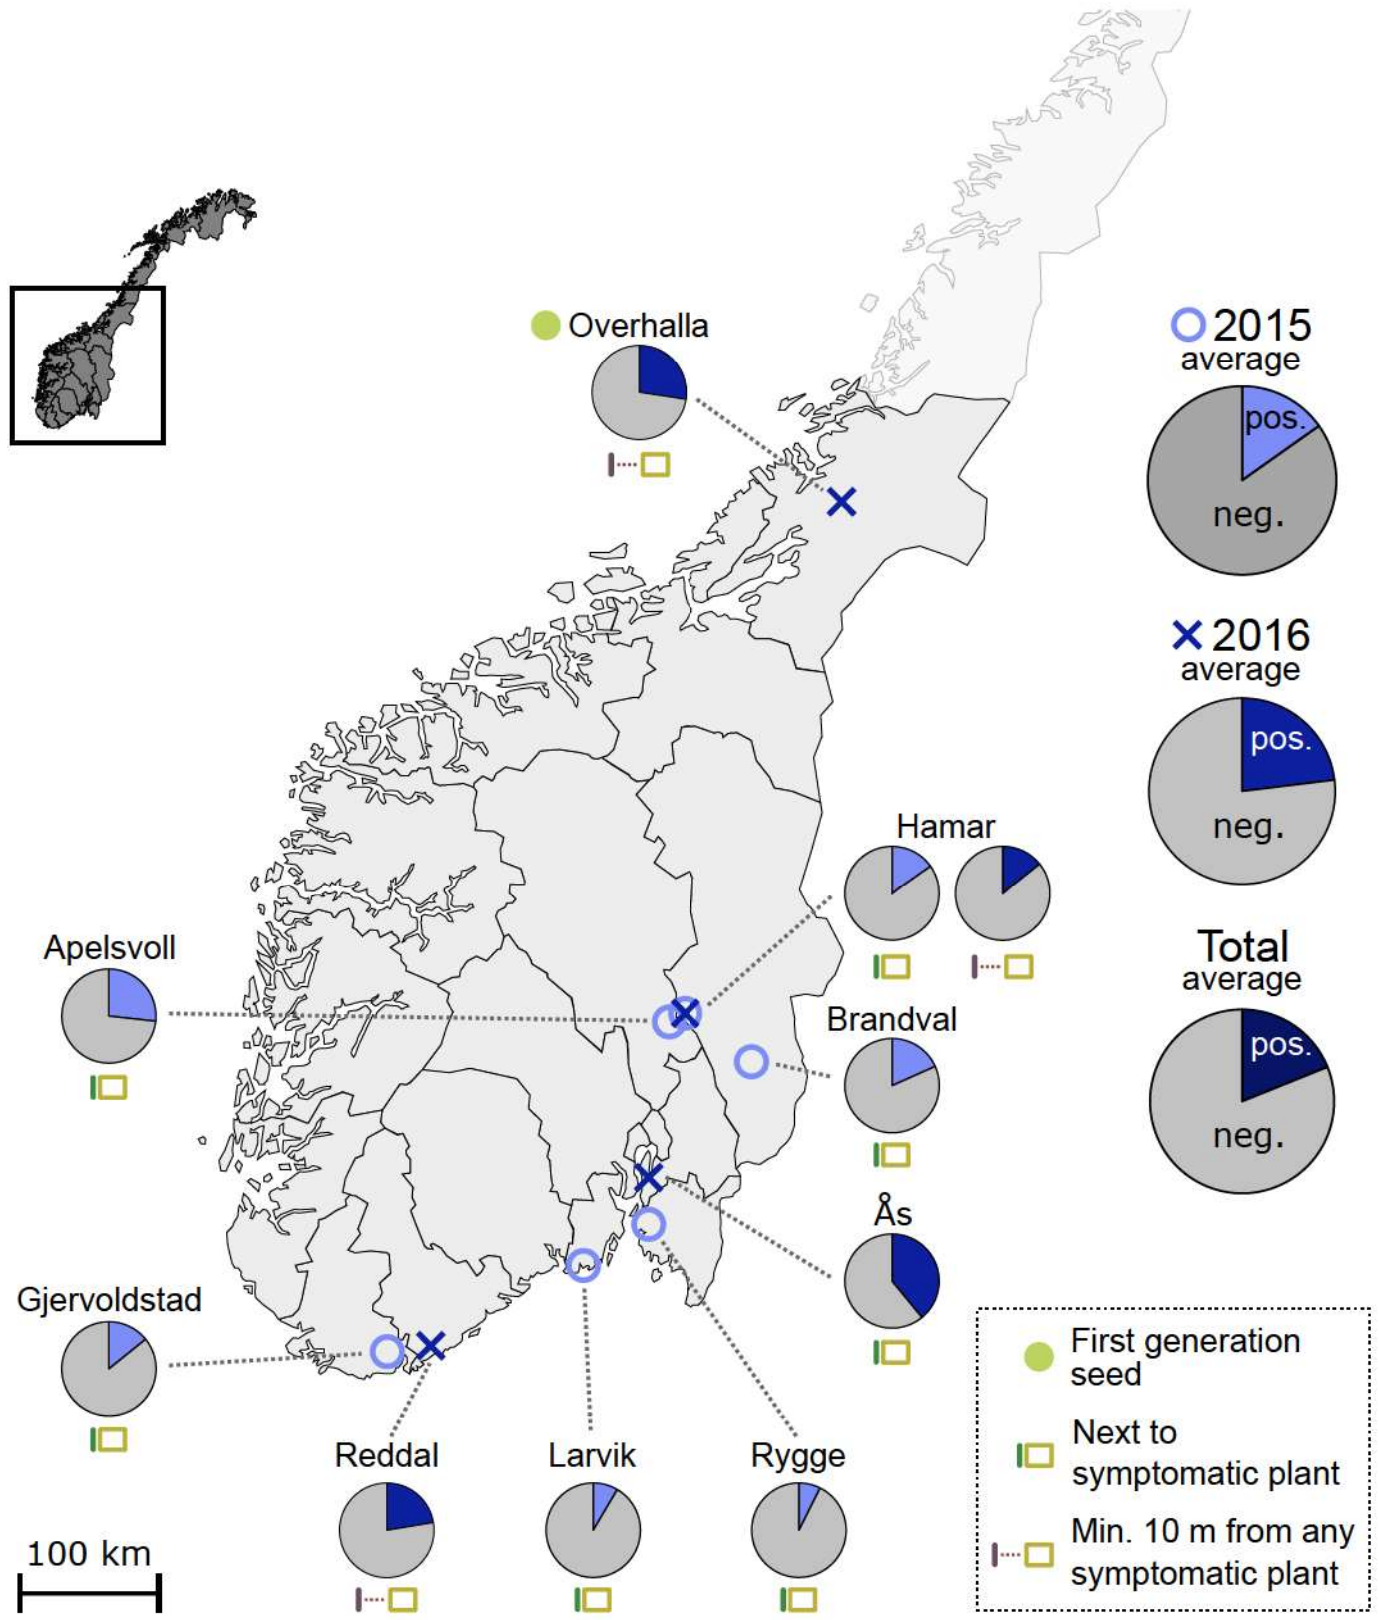 Overhalla
2015
average
pos.
neg.
2016
average
pos.
neg.
Hamar
Apelsvoll
Total
average
pos.
neg.
Brandval
Ås
Gjervoldstad
Reddal
Larvik
Rygge
First generation
seed
Next to
symptomatic plant
Min. 10 m from any
symptomatic plant
100 km